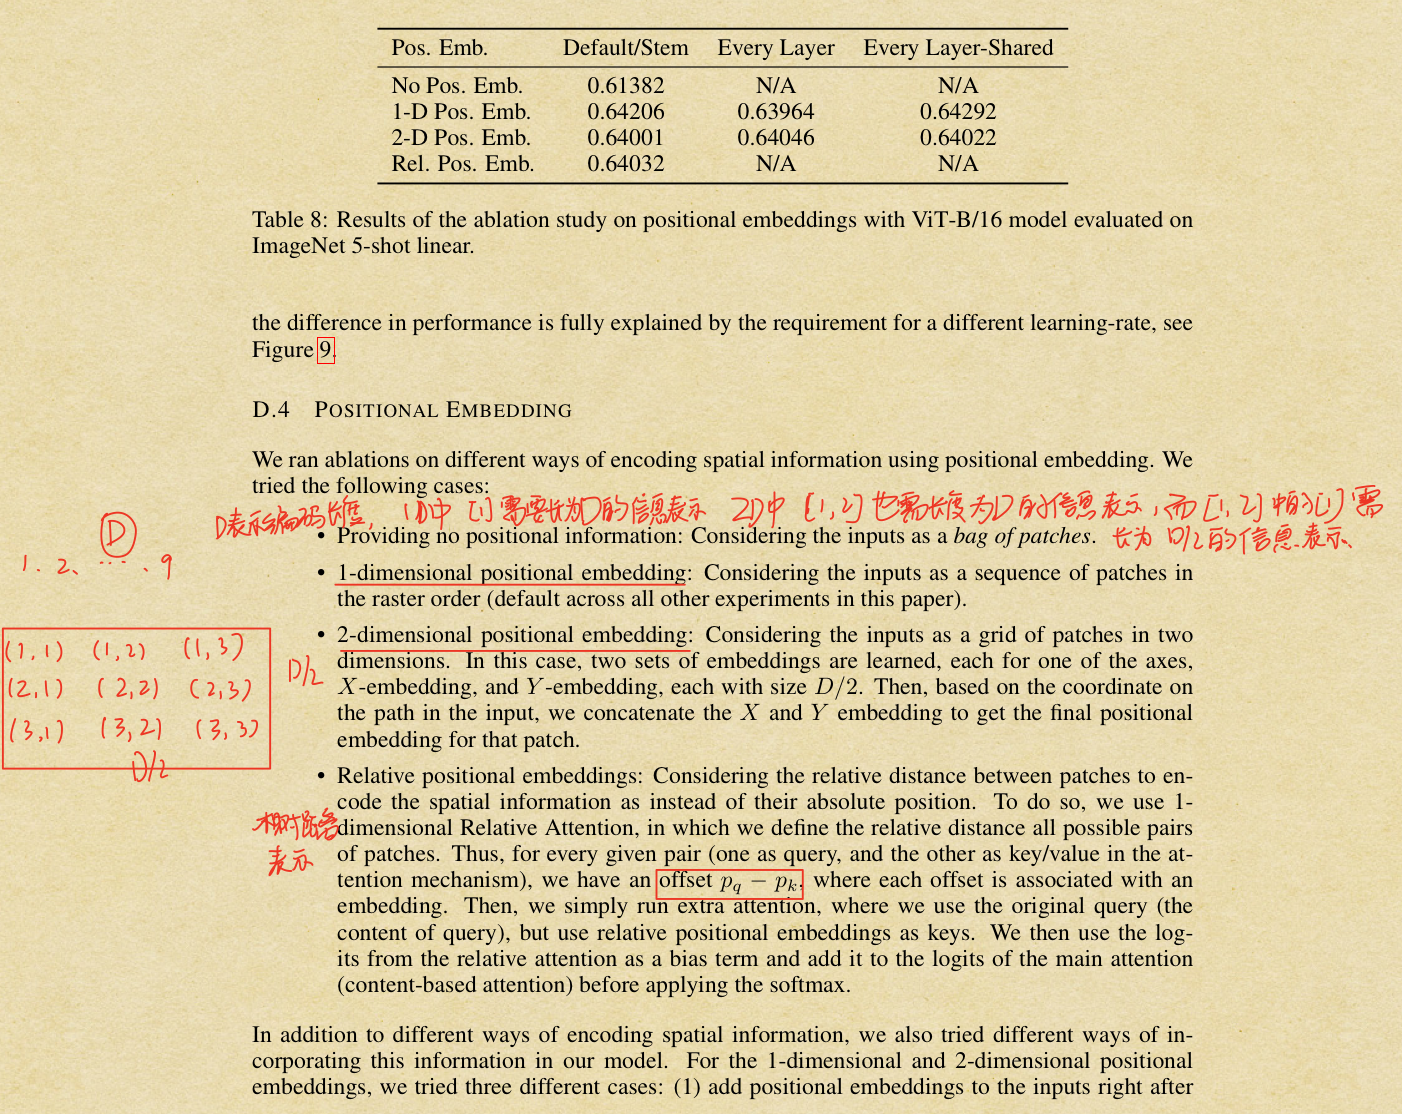 Pos. Emb. Default/Stem Every Layer Every Layer-Shared
No Pos. Emb. 0.61382 N/A N/A
1-D Pos. Emb. 0.64206 0.63964 0.64292
2-D Pos. Emb. 0.64001 0.64046 0.64022
Rel. Pos. Emb. 0.64032 N/A N/A
Table 8: Results of the ablation study on positional embeddings with ViT-B/16 model evaluated on
ImageNet 5-shot linear.
the difference in performance is fully explained by the requirement for a different learning-rate, see
Figure 9.
D.4 POSITIONAL EMBEDDING
We ran ablations on different ways of encoding spatial information using positional embedding. We
tried the following cases:
D表示编码长度, 1D中 [1] 需要长为D的信息表示 2D中 [1,2] 也需长度为D的信息表示,而[1,2]中的[1]需
长为 D/2的信息表示、
• Providing no positional information: Considering the inputs as a bag of patches.
D
1. 2、 ... 、9
• 1-dimensional positional embedding: Considering the inputs as a sequence of patches in
the raster order (default across all other experiments in this paper).
• 2-dimensional positional embedding: Considering the inputs as a grid of patches in two
dimensions. In this case, two sets of embeddings are learned, each for one of the axes,
X-embedding, and Y-embedding, each with size D/2. Then, based on the coordinate on
the path in the input, we concatenate the X and Y embedding to get the final positional
embedding for that patch.
(1,1) (1,2) (1,3)
(2,1) (2,2) (2,3)
(3,1) (3,2) (3,3)
D/2
D/2
• Relative positional embeddings: Considering the relative distance between patches to en-
code the spatial information as instead of their absolute position. To do so, we use 1-
dimensional Relative Attention, in which we define the relative distance all possible pairs
of patches. Thus, for every given pair (one as query, and the other as key/value in the at-
tention mechanism), we have an offset p_q − p_k, where each offset is associated with an
embedding. Then, we simply run extra attention, where we use the original query (the
content of query), but use relative positional embeddings as keys. We then use the log-
its from the relative attention as a bias term and add it to the logits of the main attention
(content-based attention) before applying the softmax.
相对距离
表示
In addition to different ways of encoding spatial information, we also tried different ways of in-
corporating this information in our model. For the 1-dimensional and 2-dimensional positional
embeddings, we tried three different cases: (1) add positional embeddings to the inputs right after